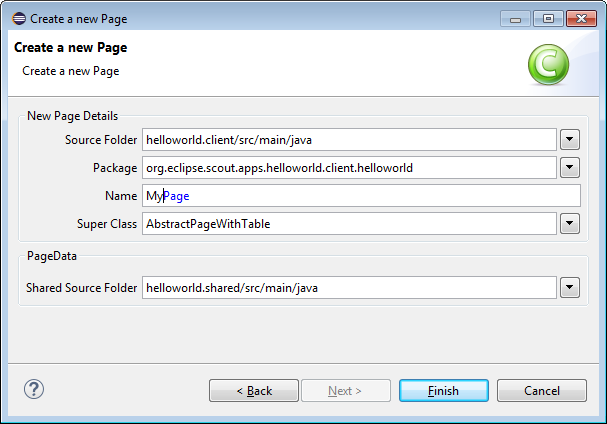 Create a new Page
Create a new Page
Create a new Page
C
New Page Details
Source Folder helloworld.client/src/main/java
Package org.eclipse.scout.apps.helloworld.client.helloworld
Name MyPage
Super Class AbstractPageWithTable
PageData
Shared Source Folder helloworld.shared/src/main/java
? < Back Next > Finish Cancel